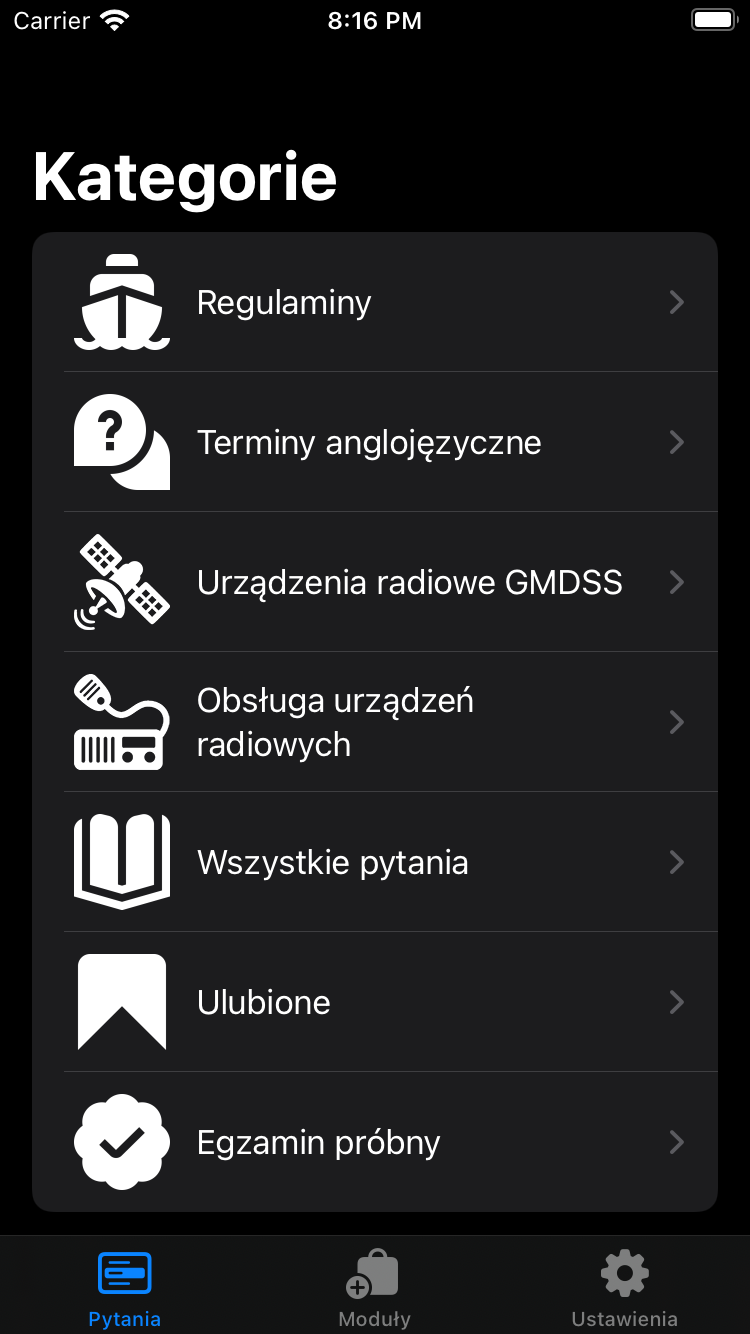 Carrier 8:16 PM
Kategorie
Regulaminy
Terminy anglojęzyczne
Urządzenia radiowe GMDSS
Obsługa urządzeń
radiowych
Wszystkie pytania
Ulubione
Egzamin próbny
Pytania Moduły Ustawienia